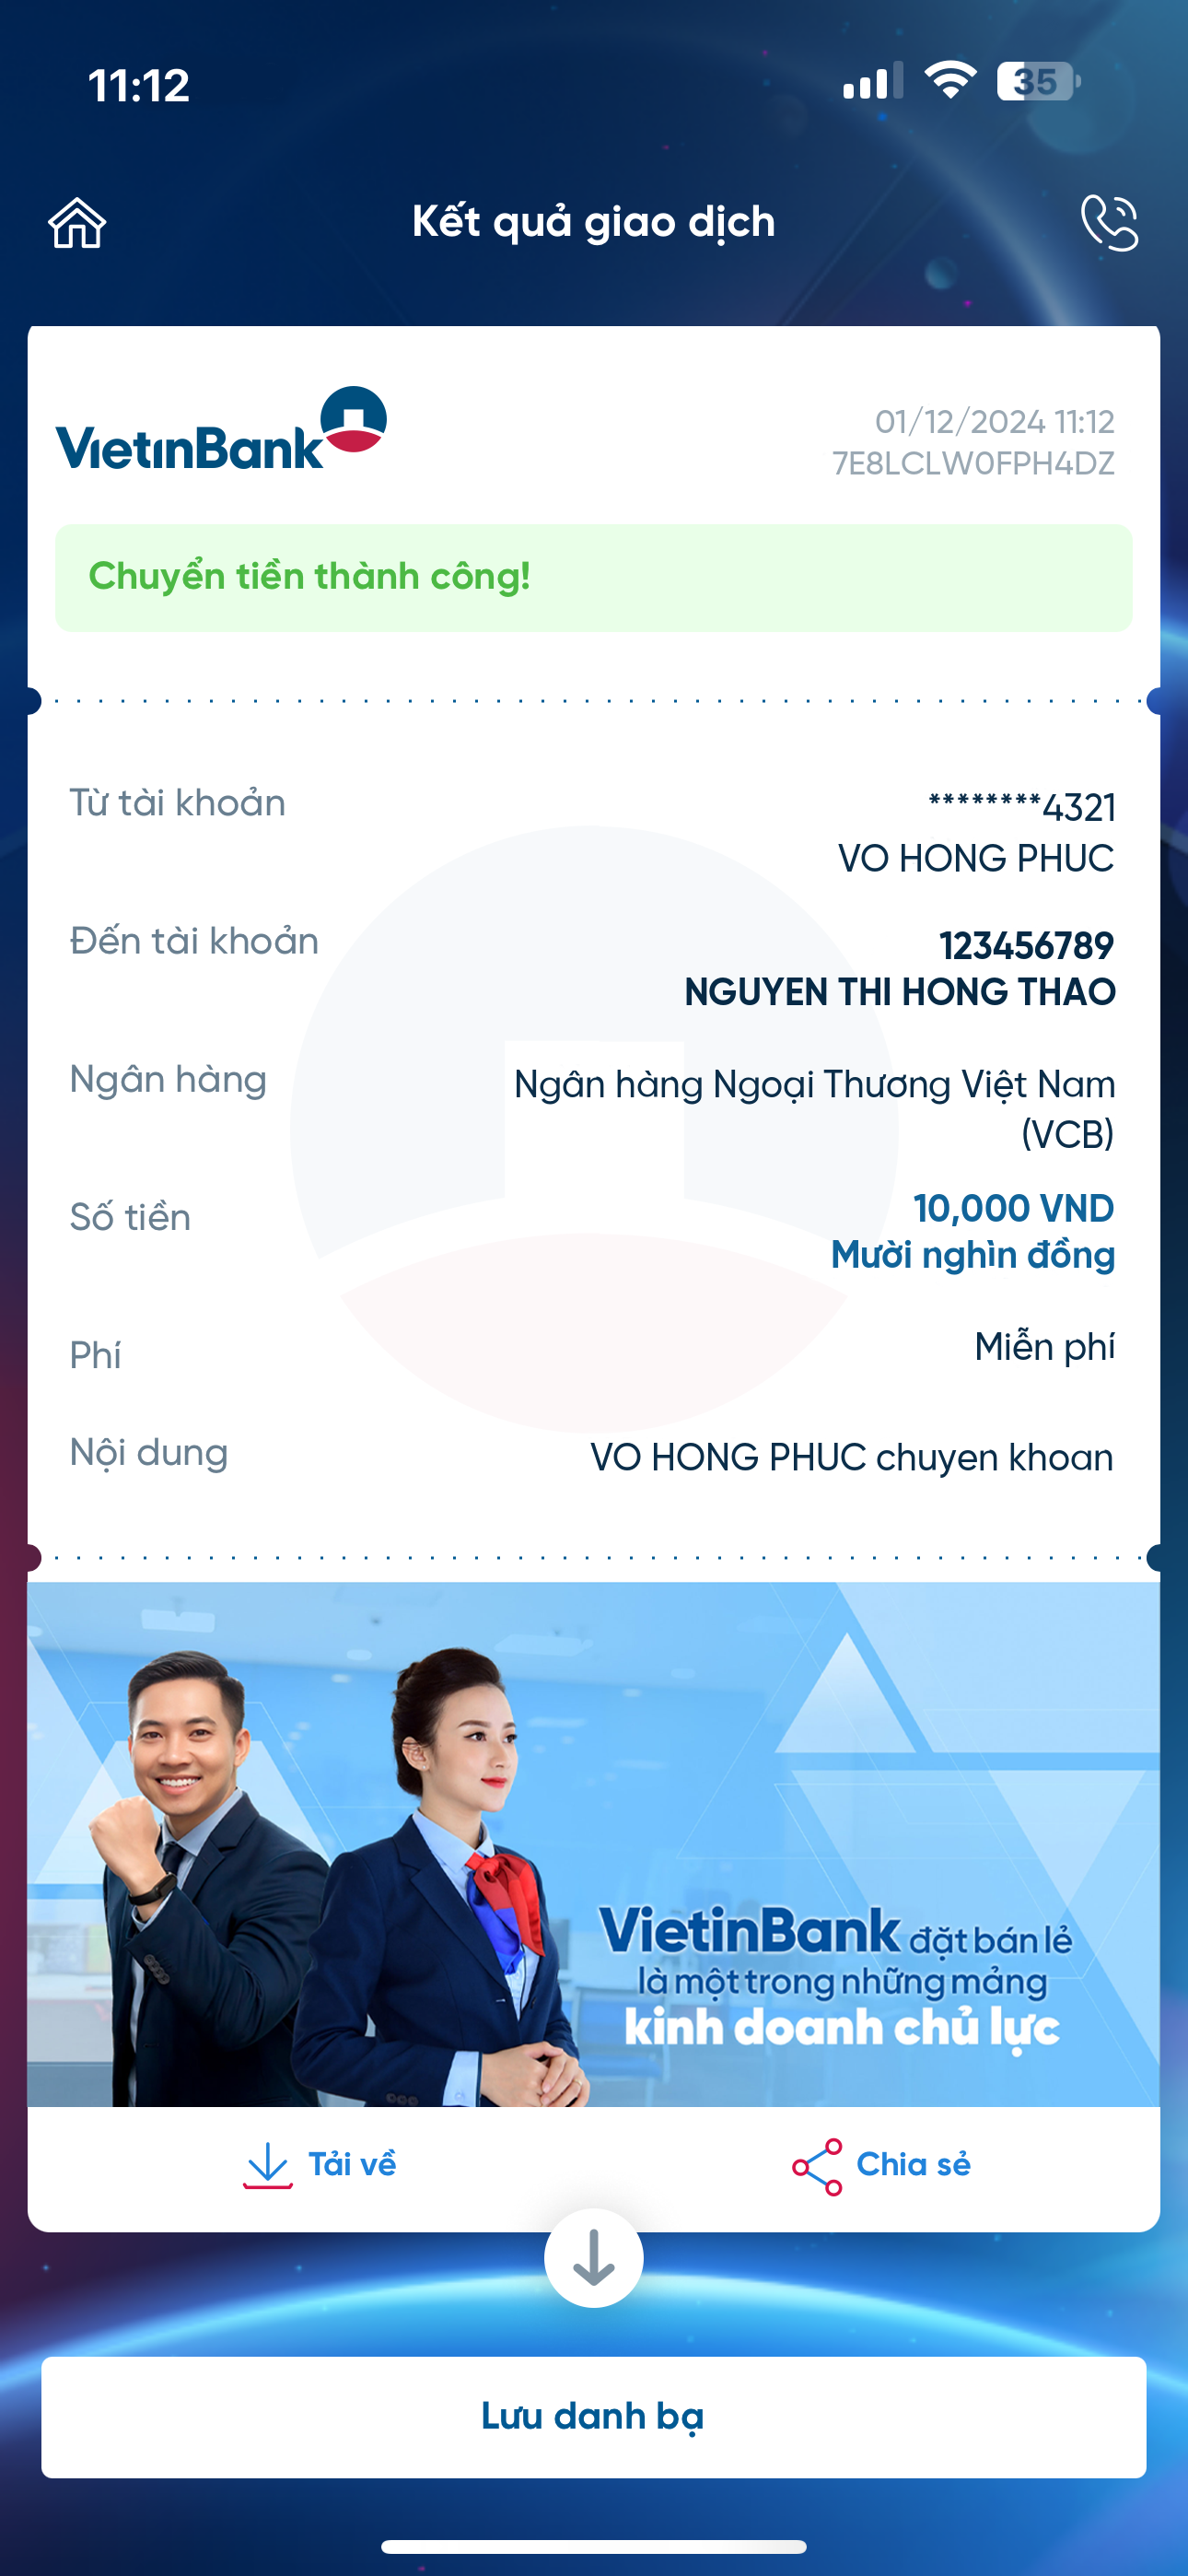 11:12
35
Kết quả giao dịch
VietinBank
01/12/2024 11:12
7E8LCLW0FPH4DZ
Chuyển tiền thành công!
Từ tài khoản
********4321
VO HONG PHUC
Đến tài khoản
123456789
NGUYEN THI HONG THAO
Ngân hàng
Ngân hàng Ngoại Thương Việt Nam
(VCB)
Số tiền
10,000 VND
Mười nghìn đồng
Phí
Miễn phí
Nội dung
VO HONG PHUC chuyen khoan
VietinBank đặt bán lẻ
là một trong những mảng
kinh doanh chủ lực
Tải về
Chia sẻ
Lưu danh bạ